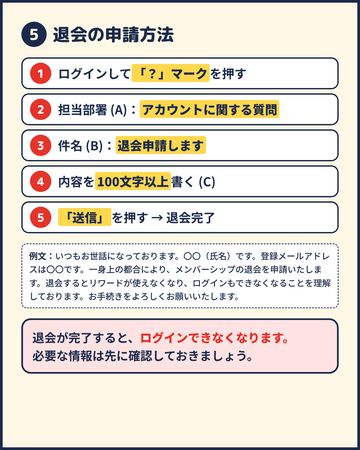 5 退会の申請方法
1 ログインして「？」マークを押す
2 担当部署 (A)：アカウントに関する質問
3 件名 (B)：退会申請します
4 内容を100文字以上書く (C)
5 「送信」を押す → 退会完了
例文：いつもお世話になっております。〇〇（氏名）です。登録メールアドレ
スは〇〇です。一身上の都合により、メンバーシップの退会を申請いたしま
す。退会するとリワードが使えなくなり、ログインもできなくなることを理解
しております。お手続きをよろしくお願いいたします。
退会が完了すると、ログインできなくなります。
必要な情報は先に確認しておきましょう。